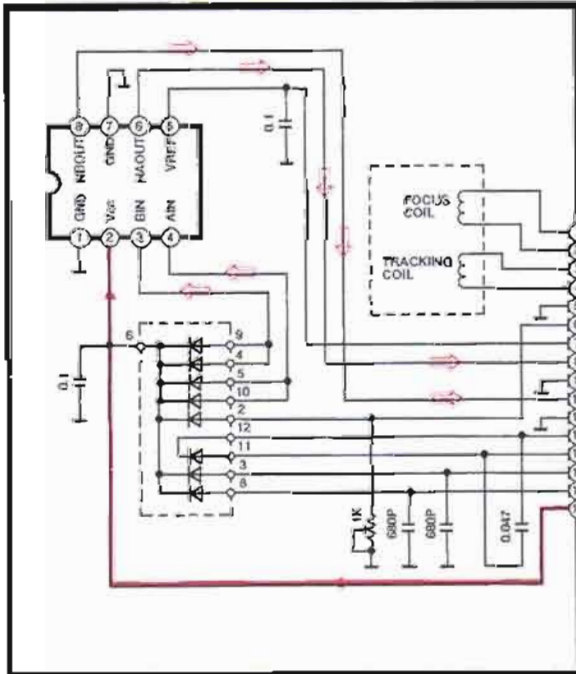 8 7 6 5
NBOUT GND NAOUT VREF
GND Vcc BIN AIN
1 2 3 4
0.1
FOCUS
COIL
TRACKING
COIL
6
0.1
9
4
5
10
2
12
11
3
8
1K
680P
680P
0.047